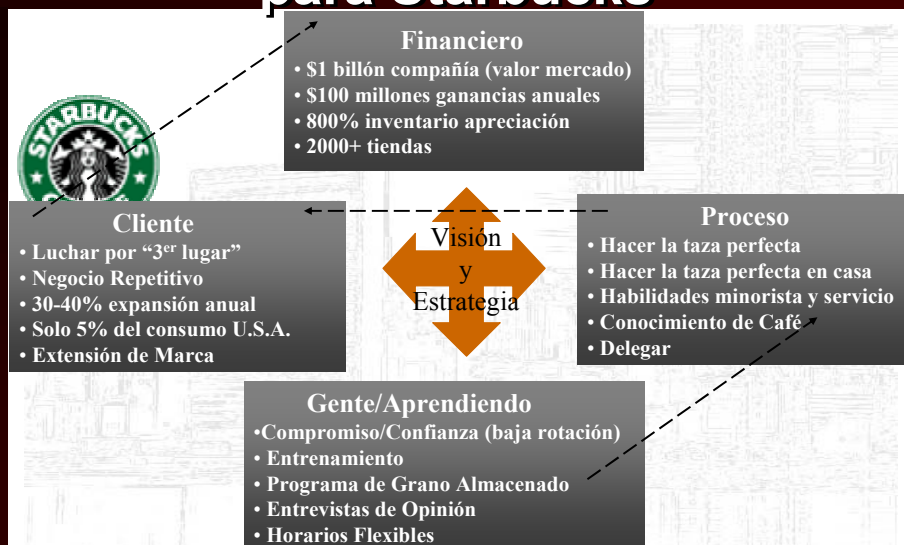 para Starbucks
Financiero
• $1 billón compañía (valor mercado)
• $100 millones ganancias anuales
• 800% inventario apreciación
• 2000+ tiendas
STARBUCKS
Cliente
• Luchar por “3er lugar”
• Negocio Repetitivo
• 30-40% expansión anual
• Solo 5% del consumo U.S.A.
• Extensión de Marca
Visión
y
Estrategia
Proceso
• Hacer la taza perfecta
• Hacer la taza perfecta en casa
• Habilidades minorista y servicio
• Conocimiento de Café
• Delegar
Gente/Aprendiendo
•Compromiso/Confianza (baja rotación)
• Entrenamiento
• Programa de Grano Almacenado
• Entrevistas de Opinión
• Horarios Flexibles